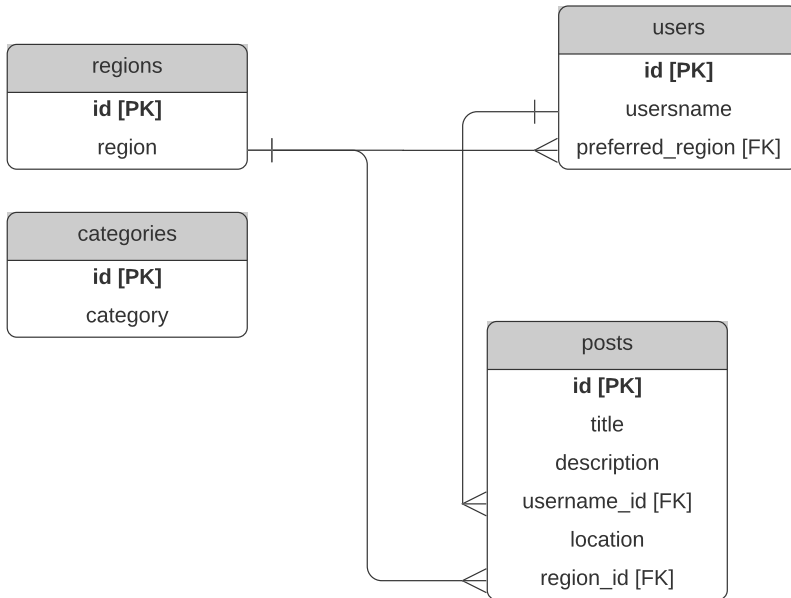 regions
id [PK]
region
users
id [PK]
usersname
preferred_region [FK]
categories
id [PK]
category
posts
id [PK]
title
description
username_id [FK]
location
region_id [FK]